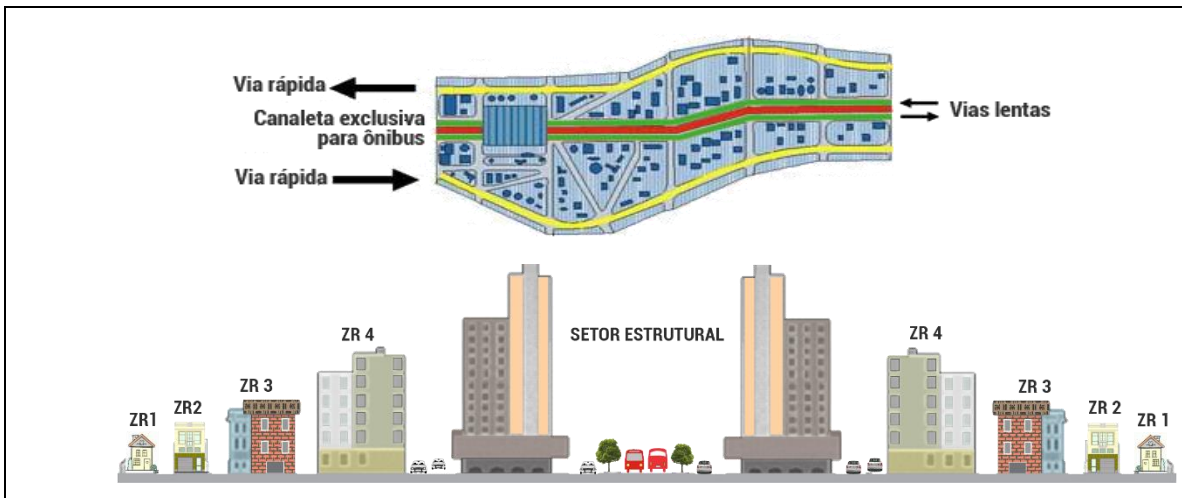 Via rápida
Canaleta exclusiva
para ônibus
Via rápida
Vias lentas
SETOR ESTRUTURAL
ZR 4
ZR 4
ZR 3
ZR 3
ZR1
ZR2
ZR 2
ZR 1